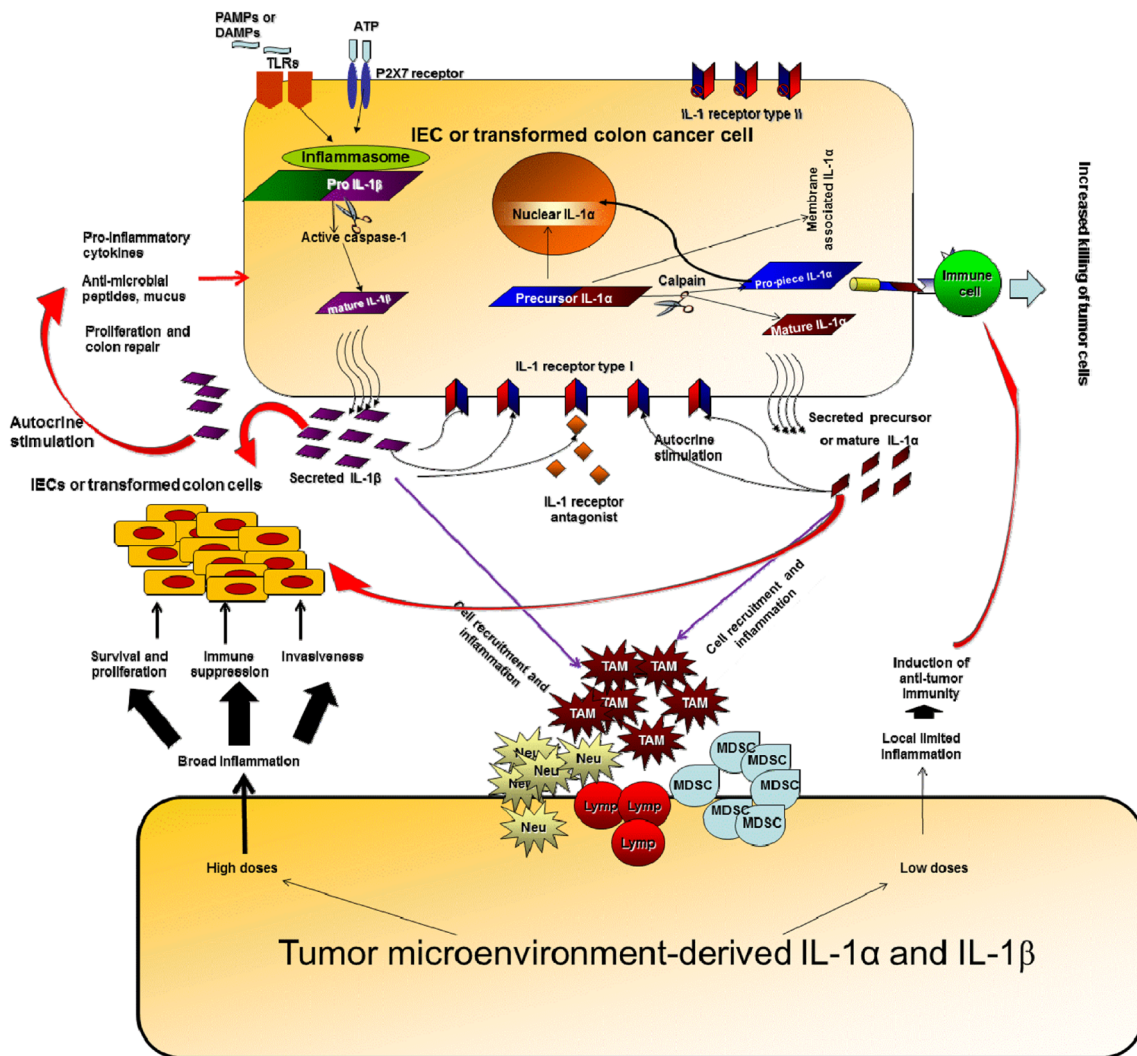 PAMPs or
DAMPs
TLRs
ATP
P2X7 receptor
IL-1 receptor type II
IEC or transformed colon cancer cell
Inflammasome
Pro IL-1β
Active caspase-1
mature IL-1β
Nuclear IL-1α
Precursor IL-1α
Calpain
Pro-piece IL-1α
Mature IL-1α
Membrane
associated IL-1α
Immune
cell
Increased killing of tumor cells
Pro-inflammatory
cytokines
Anti-microbial
peptides, mucus
Proliferation and
colon repair
Autocrine
stimulation
IL-1 receptor type I
Secreted IL-1β
IL-1 receptor
antagonist
Autocrine
stimulation
Secreted precursor
or mature IL-1α
IECs or transformed colon cells
Cell recruitment and
inflammation
Cell recruitment and
inflammation
Survival and
proliferation
Immune
suppression
Invasiveness
Broad inflammation
Induction of
anti-tumor
immunity
Local limited
inflammation
TAM
TAM
TAM
TAM
TAM
TAM
Neu
Neu
Neu
Neu
Neu
Lymp
Lymp
Lymp
MDSC
MDSC
MDSC
MDSC
MDSC
MDSC
High doses
Low doses
Tumor microenvironment-derived IL-1α and IL-1β